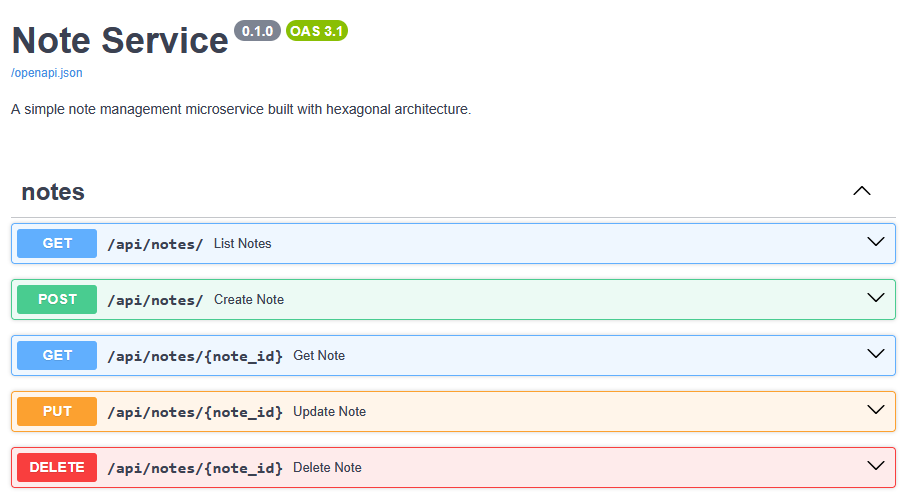 Note Service 0.1.0 OAS 3.1
/openapi.json
A simple note management microservice built with hexagonal architecture.
notes
GET /api/notes/ List Notes
POST /api/notes/ Create Note
GET /api/notes/{note_id} Get Note
PUT /api/notes/{note_id} Update Note
DELETE /api/notes/{note_id} Delete Note